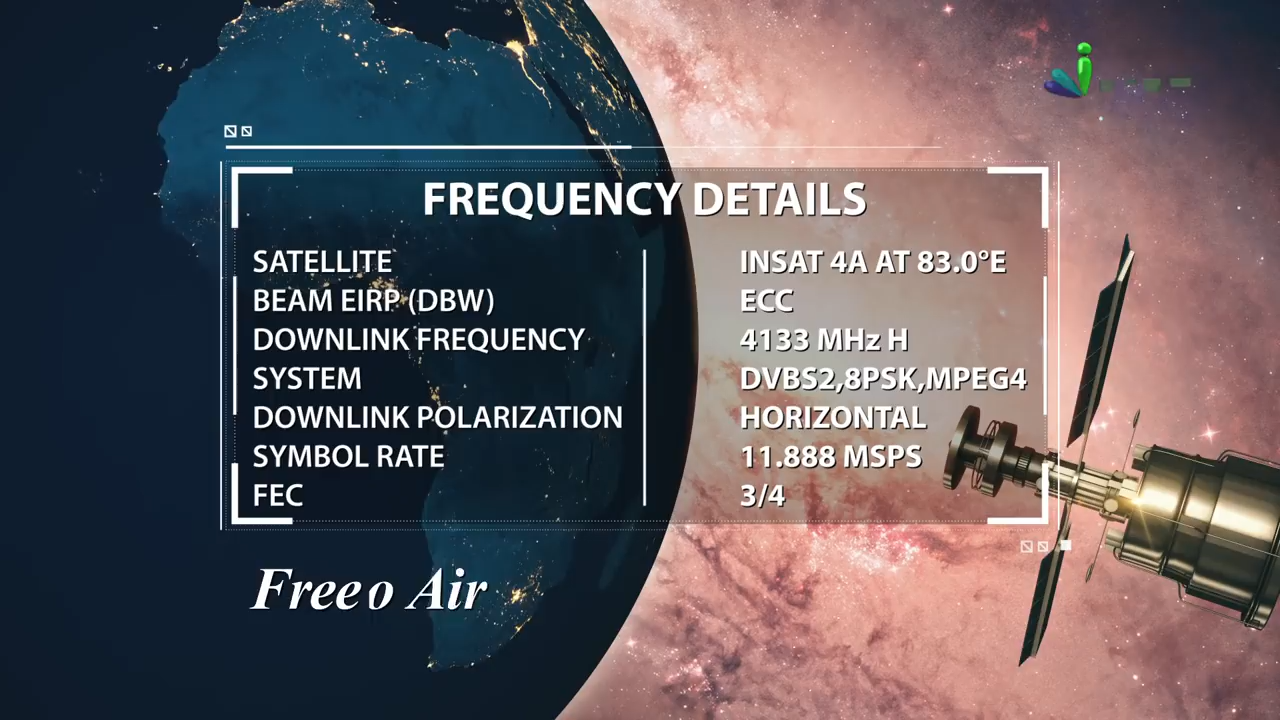 FREQUENCY DETAILS
SATELLITE INSAT 4A AT 83.0°E
BEAM EIRP (DBW) ECC
DOWNLINK FREQUENCY 4133 MHz H
SYSTEM DVBS2,8PSK,MPEG4
DOWNLINK POLARIZATION HORIZONTAL
SYMBOL RATE 11.888 MSPS
FEC 3/4
Free o Air